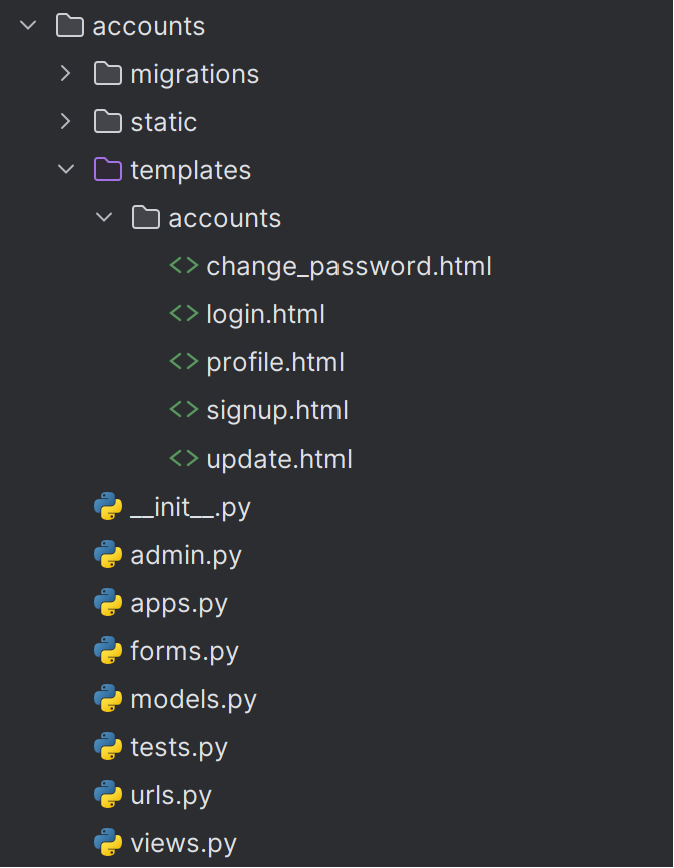 accounts
migrations
static
templates
accounts
change_password.html
login.html
profile.html
signup.html
update.html
__init__.py
admin.py
apps.py
forms.py
models.py
tests.py
urls.py
views.py